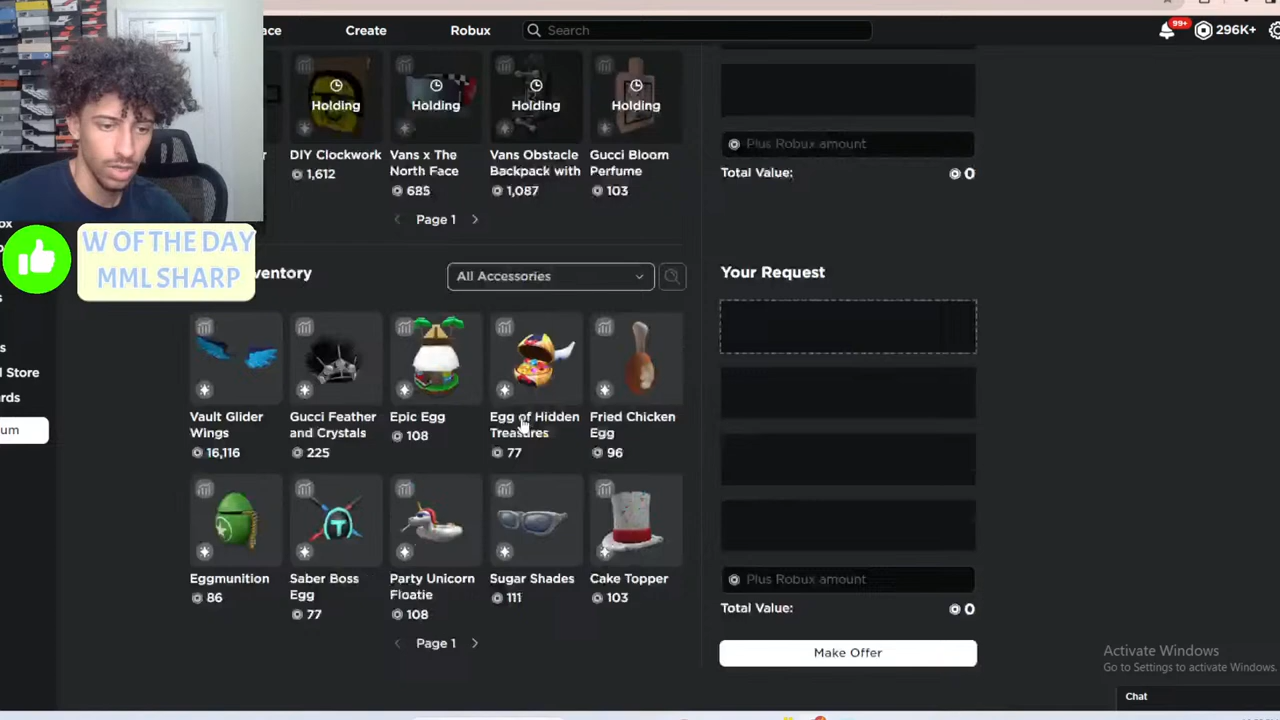 ace
Create
Robux
Search
99+
296K+
Holding
Holding
Holding
Holding
Plus Robux amount
DIY Clockwork
1,612
Vans x The
North Face
685
Vans Obstacle
Backpack with
1,087
Gucci Bloom
Perfume
103
Total Value:
0
Page 1
W OF THE DAY
MML SHARP
ventory
All Accessories
Your Request
Vault Glider
Wings
16,116
Gucci Feather
and Crystals
225
Epic Egg
108
Egg of Hidden
Treasures
77
Fried Chicken
Egg
96
l Store
rds
um
Eggmunition
86
Saber Boss
Egg
77
Party Unicorn
Floatie
108
Sugar Shades
111
Cake Topper
103
Plus Robux amount
Total Value:
0
Page 1
Make Offer
Activate Windows
Go to Settings to activate Windows.
Chat